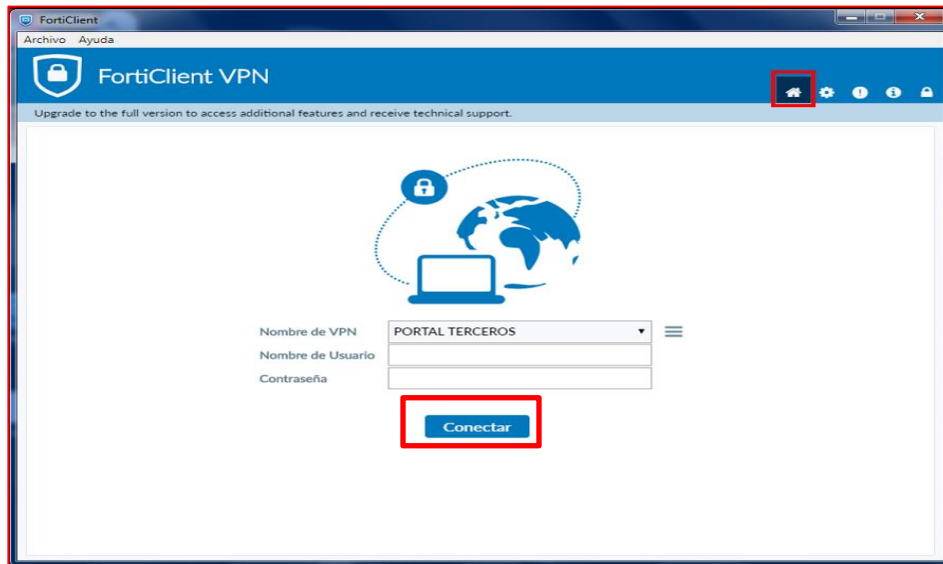 FortiClient
Archivo Ayuda
FortiClient VPN
Upgrade to the full version to access additional features and receive technical support.
Nombre de VPN PORTAL TERCEROS
Nombre de Usuario
Contraseña
Conectar